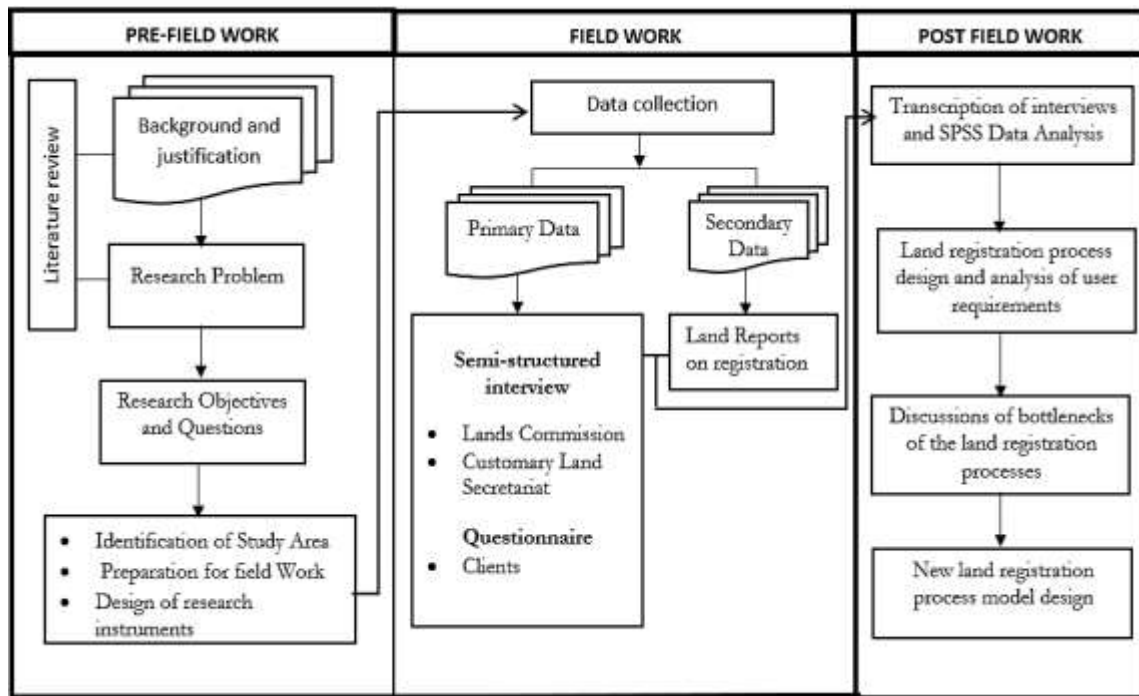 PRE-FIELD WORK
FIELD WORK
POST FIELD WORK
Literature review
Background and
justification
Research Problem
Research Objectives
and Questions
• Identification of Study Area
• Preparation for field Work
• Design of research
instruments
Data collection
Primary Data
Secondary
Data
Semi-structured
interview
• Lands Commission
• Customary Land
Secretariat
Questionnaire
• Clients
Land Reports
on registration
Transcription of interviews
and SPSS Data Analysis
Land registration process
design and analysis of user
requirements
Discussions of bottlenecks
of the land registration
processes
New land registration
process model design